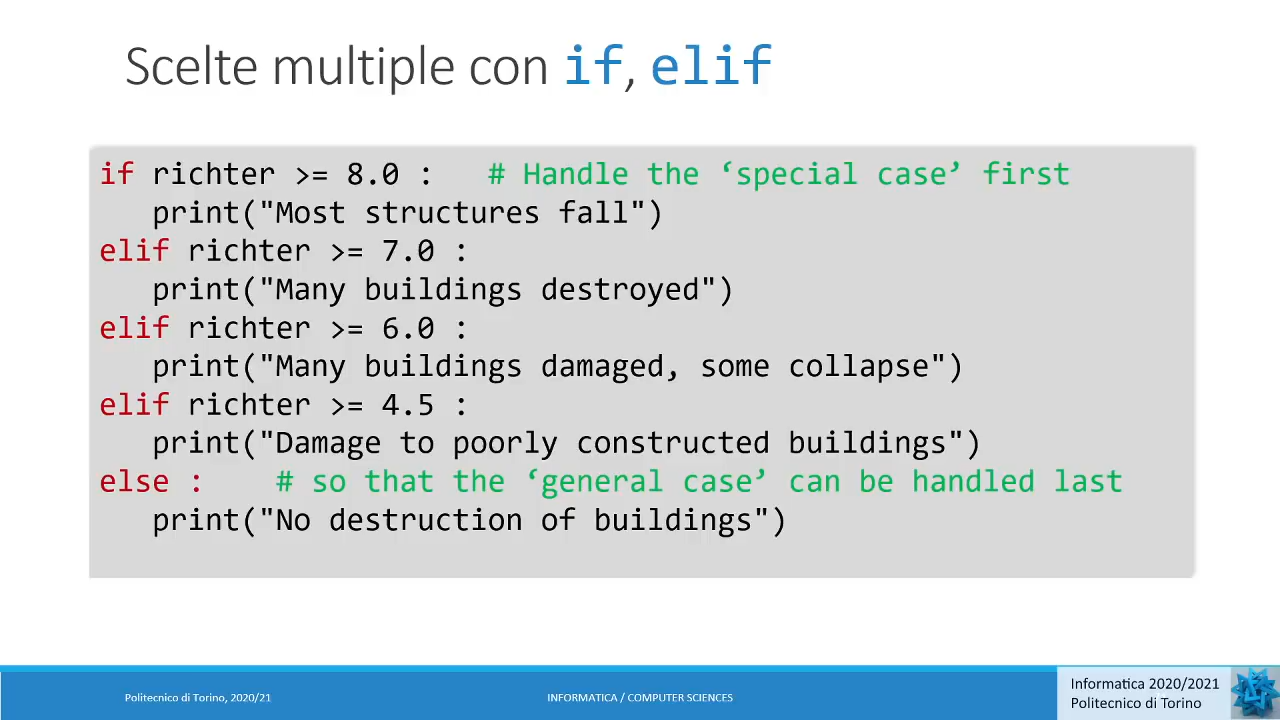 Scelte multiple con if, elif
if richter >= 8.0 :   # Handle the ‘special case’ first
   print("Most structures fall")
elif richter >= 7.0 :
   print("Many buildings destroyed")
elif richter >= 6.0 :
   print("Many buildings damaged, some collapse")
elif richter >= 4.5 :
   print("Damage to poorly constructed buildings")
else :    # so that the ‘general case’ can be handled last
   print("No destruction of buildings")
Politecnico di Torino, 2020/21
INFORMATICA / COMPUTER SCIENCES
Informatica 2020/2021
Politecnico di Torino